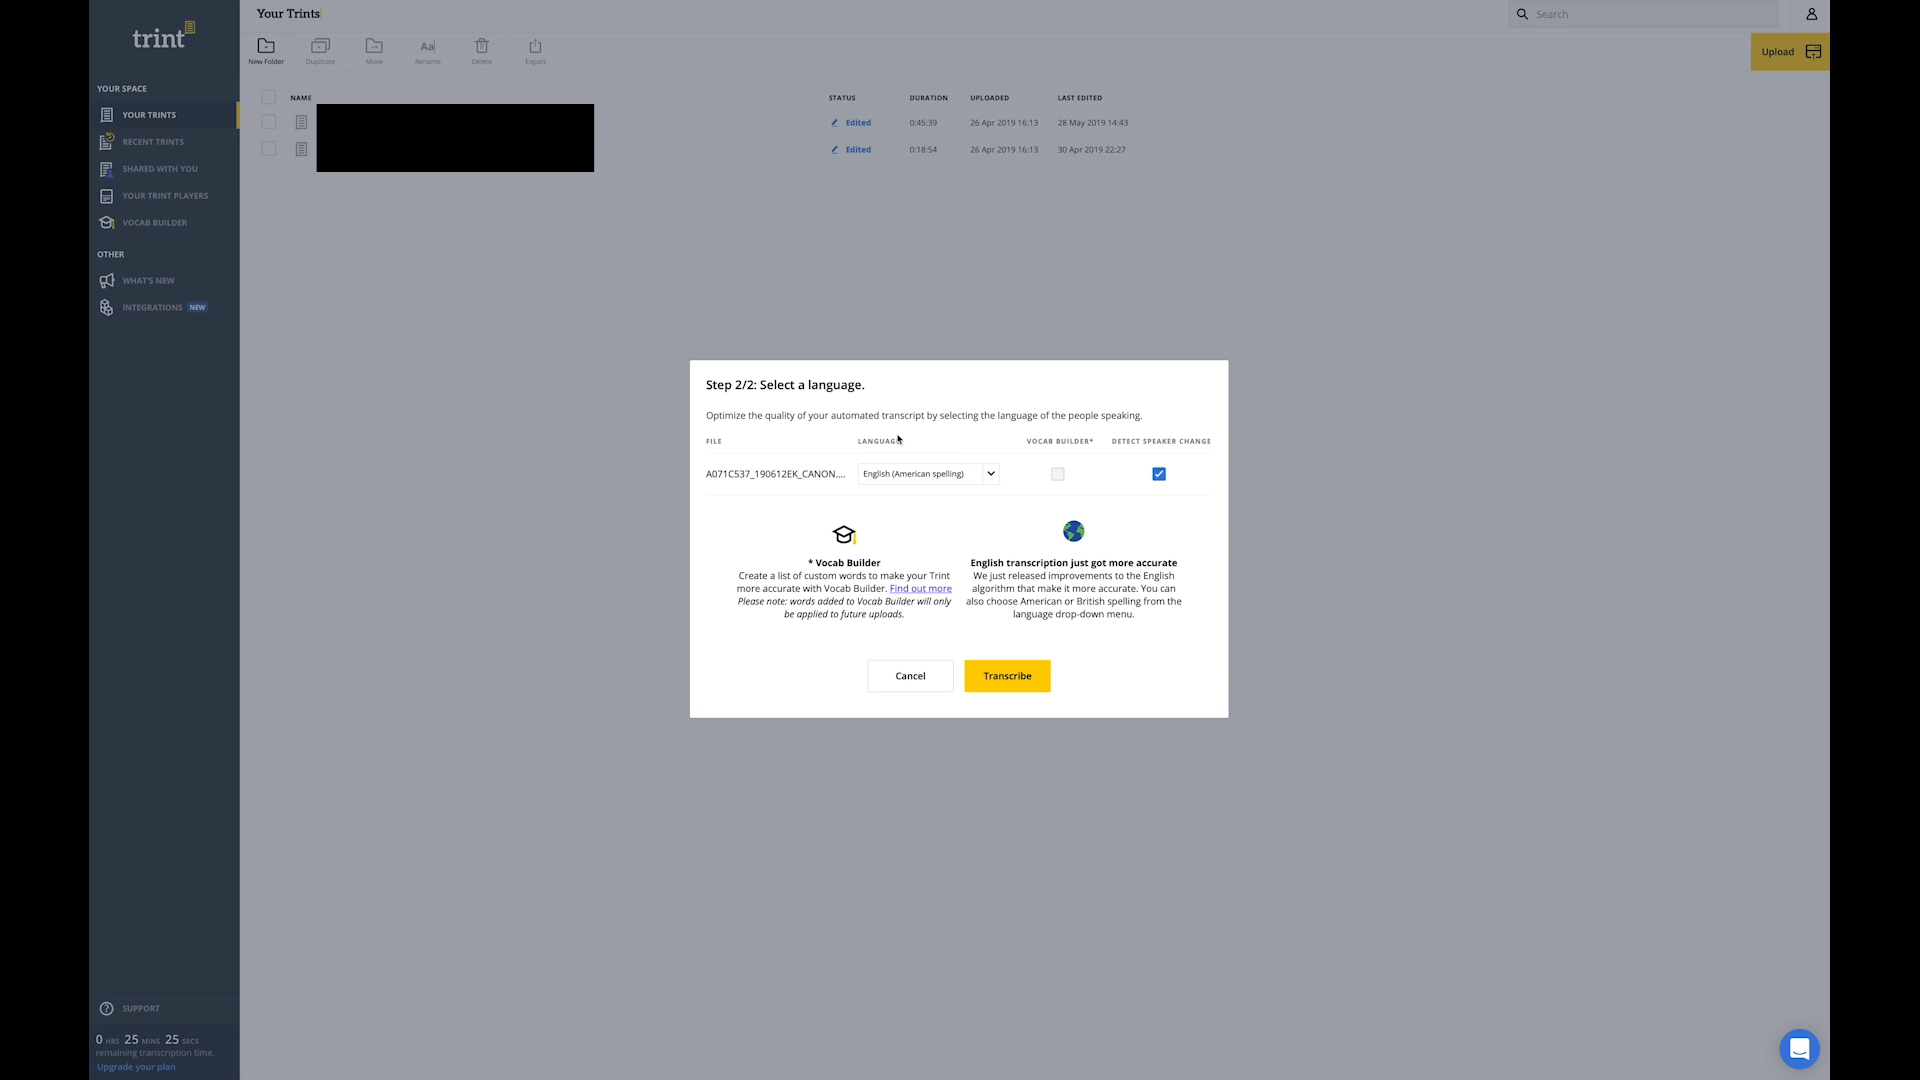 trint
Your Trints
Search
New Folder
Duplicate
Move
Aa
Rename
Delete
Export
Upload
YOUR SPACE
YOUR TRINTS
RECENT TRINTS
SHARED WITH YOU
YOUR TRINT PLAYERS
VOCAB BUILDER
OTHER
WHAT'S NEW
INTEGRATIONS NEW
NAME STATUS DURATION UPLOADED LAST EDITED
Edited 0:45:39 26 Apr 2019 16:13 28 May 2019 14:43
Edited 0:18:54 26 Apr 2019 16:13 30 Apr 2019 22:27
Step 2/2: Select a language.
Optimize the quality of your automated transcript by selecting the language of the people speaking.
FILE LANGUAGE VOCAB BUILDER* DETECT SPEAKER CHANGE
A071C537_190612EK_CANON.... English (American spelling)
* Vocab Builder
Create a list of custom words to make your Trint
more accurate with Vocab Builder. Find out more
Please note: words added to Vocab Builder will only
be applied to future uploads.
English transcription just got more accurate
We just released improvements to the English
algorithm that make it more accurate. You can
also choose American or British spelling from the
language drop-down menu.
Cancel
Transcribe
SUPPORT
0 HRS 25 MINS 25 SECS
remaining transcription time.
Upgrade your plan